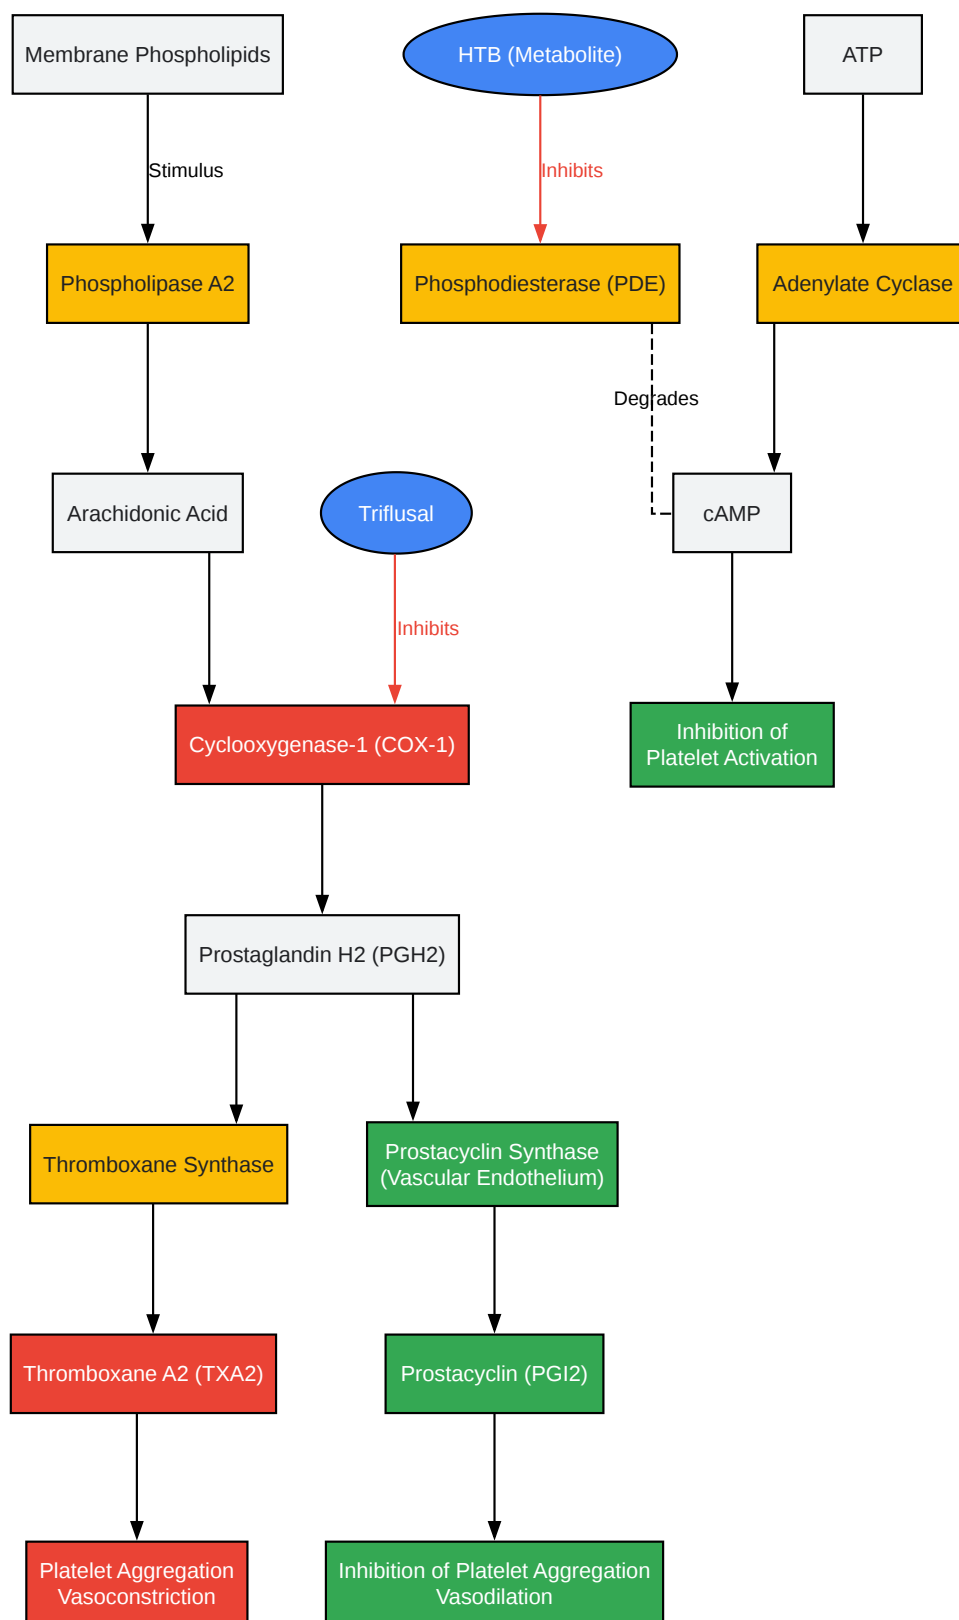 Membrane Phospholipids
HTB (Metabolite)
ATP
Stimulus
Inhibits
Phospholipase A2
Phosphodiesterase (PDE)
Adenylate Cyclase
Degrades
Arachidonic Acid
Triflusal
cAMP
Inhibits
Cyclooxygenase-1 (COX-1)
Inhibition of
Platelet Activation
Prostaglandin H2 (PGH2)
Thromboxane Synthase
Prostacyclin Synthase
(Vascular Endothelium)
Thromboxane A2 (TXA2)
Prostacyclin (PGI2)
Platelet Aggregation
Vasoconstriction
Inhibition of Platelet Aggregation
Vasodilation